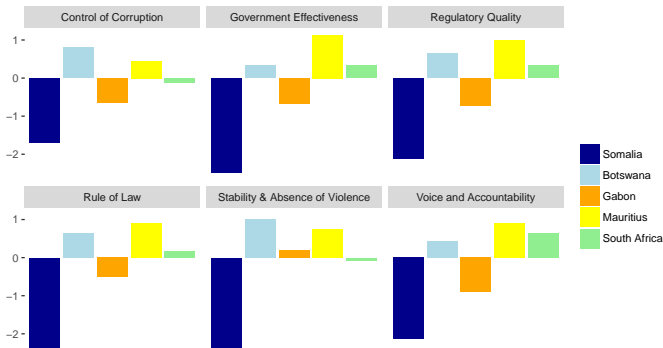 Control of Corruption
Government Effectiveness
Regulatory Quality
1
0
−1
−2
Somalia
Botswana
Gabon
Mauritius
South Africa
Rule of Law
Stability & Absence of Violence
Voice and Accountability
1
0
−1
−2